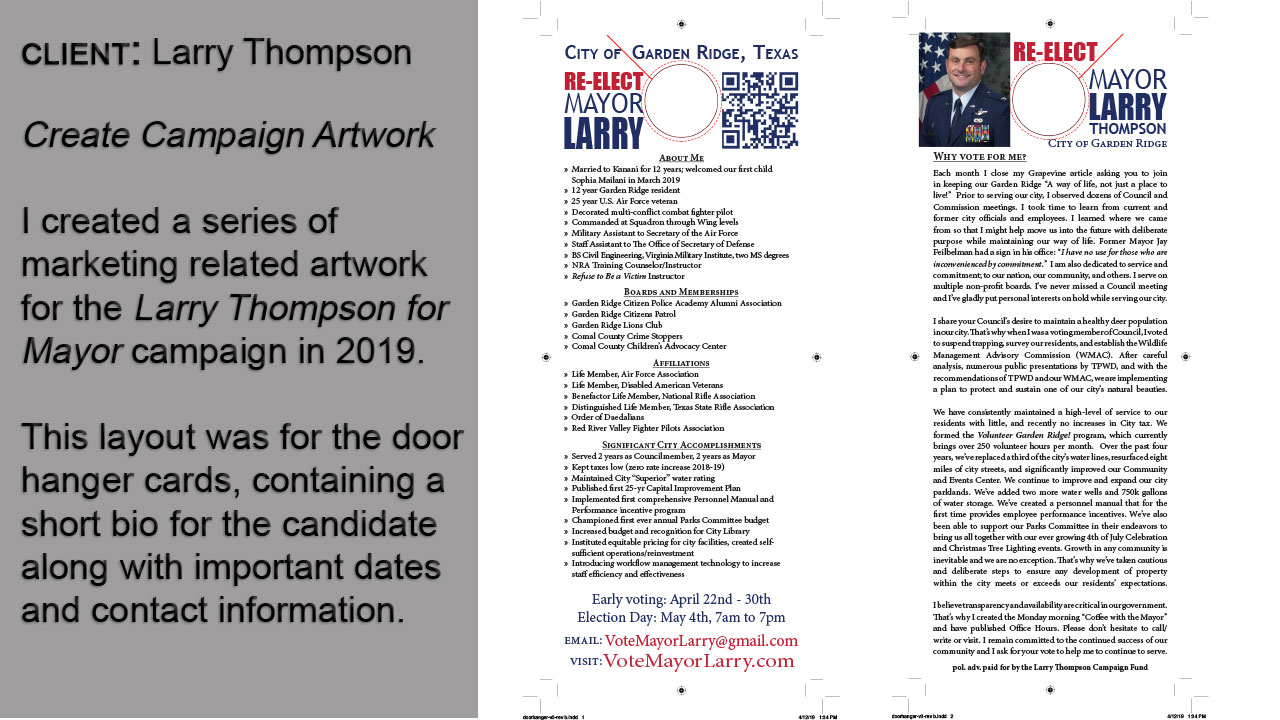 CLIENT: Larry Thompson
Create Campaign Artwork
I created a series of
marketing related artwork
for the Larry Thompson for
Mayor campaign in 2019.
This layout was for the door
hanger cards, containing a
short bio for the candidate
along with important dates
and contact information.
City of Garden Ridge, Texas
RE-ELECT
MAYOR
LARRY
About Me
» Married to Kanani for 12 years; welcomed our first child
Sophia Mailani in March 2019
» 12 year Garden Ridge resident
» 25 year U.S. Air Force veteran
» Decorated multi-conflict combat fighter pilot
» Commanded at Squadron through Wing levels
» Military Assistant to Secretary of the Air Force
» Staff Assistant to The Office of Secretary of Defense
» BS Civil Engineering, Virginia Military Institute, two MS degrees
» NRA Training Counselor/Instructor
» Refuse to Be a Victim Instructor
Boards and Memberships
» Garden Ridge Citizen Police Academy Alumni Association
» Garden Ridge Citizens Patrol
» Garden Ridge Lions Club
» Comal County Crime Stoppers
» Comal County Children's Advocacy Center
Affiliations
» Life Member, Air Force Association
» Life Member, Disabled American Veterans
» Benefactor Life Member, National Rifle Association
» Distinguished Life Member, Texas State Rifle Association
» Order of Daedalians
» Red River Valley Fighter Pilots Association
Significant City Accomplishments
» Served 2 years as Councilmember, 2 years as Mayor
» Kept taxes low (zero rate increase 2018-19)
» Maintained City "Superior" water rating
» Published first 25-yr Capital Improvement Plan
» Implemented first comprehensive Personnel Manual and
Performance incentive program
» Championed first ever annual Parks Committee budget
» Increased budget and recognition for City Library
» Instituted equitable pricing for city facilities, created self-
sufficient operations/reinvestment
» Introducing workflow management technology to increase
staff efficiency and effectiveness
Early voting: April 22nd - 30th
Election Day: May 4th, 7am to 7pm
EMAIL: VoteMayorLarry@gmail.com
VISIT: VoteMayorLarry.com
doorhanger-v8-rev b.indd 1
4/12/19 1:34 PM
RE-ELECT
MAYOR
LARRY
THOMPSON
City of Garden Ridge
Why vote for me?
Each month I close my Grapevine article asking you to join
in keeping our Garden Ridge "A way of life, not just a place to
live!" Prior to serving our city, I observed dozens of Council and
Commission meetings. I took time to learn from current and
former city officials and employees. I learned where we came
from so that I might help move us into the future with deliberate
purpose while maintaining our way of life. Former Mayor Jay
Feilbelman had a sign in his office: "I have no use for those who are
inconvenienced by commitment." I am also dedicated to service and
commitment; to our nation, our community, and others. I serve on
multiple non-profit boards. I've never missed a Council meeting
and I've gladly put personal interests on hold while serving our city.
I share your Council's desire to maintain a healthy deer population
in our city. That's why when I was a voting member of Council, I voted
to suspend trapping, survey our residents, and establish the Wildlife
Management Advisory Commission (WMAC). After careful
analysis, numerous public presentations by TPWD, and with the
recommendations of TPWD and our WMAC, we are implementing
a plan to protect and sustain one of our city's natural beauties.
We have consistently maintained a high-level of service to our
residents with little, and recently no increases in City tax. We
formed the Volunteer Garden Ridge! program, which currently
brings over 250 volunteer hours per month. Over the past four
years, we've replaced a third of the city's water lines, resurfaced eight
miles of city streets, and significantly improved our Community
and Events Center. We continue to improve and expand our city
parklands. We've added two more water wells and 750k gallons
of water storage. We've created a personnel manual that for the
first time provides employee performance incentives. We've also
been able to support our Parks Committee in their endeavors to
bring us all together with our ever growing 4th of July Celebration
and Christmas Tree Lighting events. Growth in any community is
inevitable and we are no exception. That's why we've taken cautious
and deliberate steps to ensure any development of property
within the city meets or exceeds our residents' expectations.
I believe transparency and availability are critical in our government.
That's why I created the Monday morning "Coffee with the Mayor"
and have published Office Hours. Please don't hesitate to call/
write or visit. I remain committed to the continued success of our
community and I ask for your vote to help me to continue to serve.
pol. adv. paid for by the Larry Thompson Campaign Fund
doorhanger-v8-rev b.indd 2
4/12/19 1:34 PM